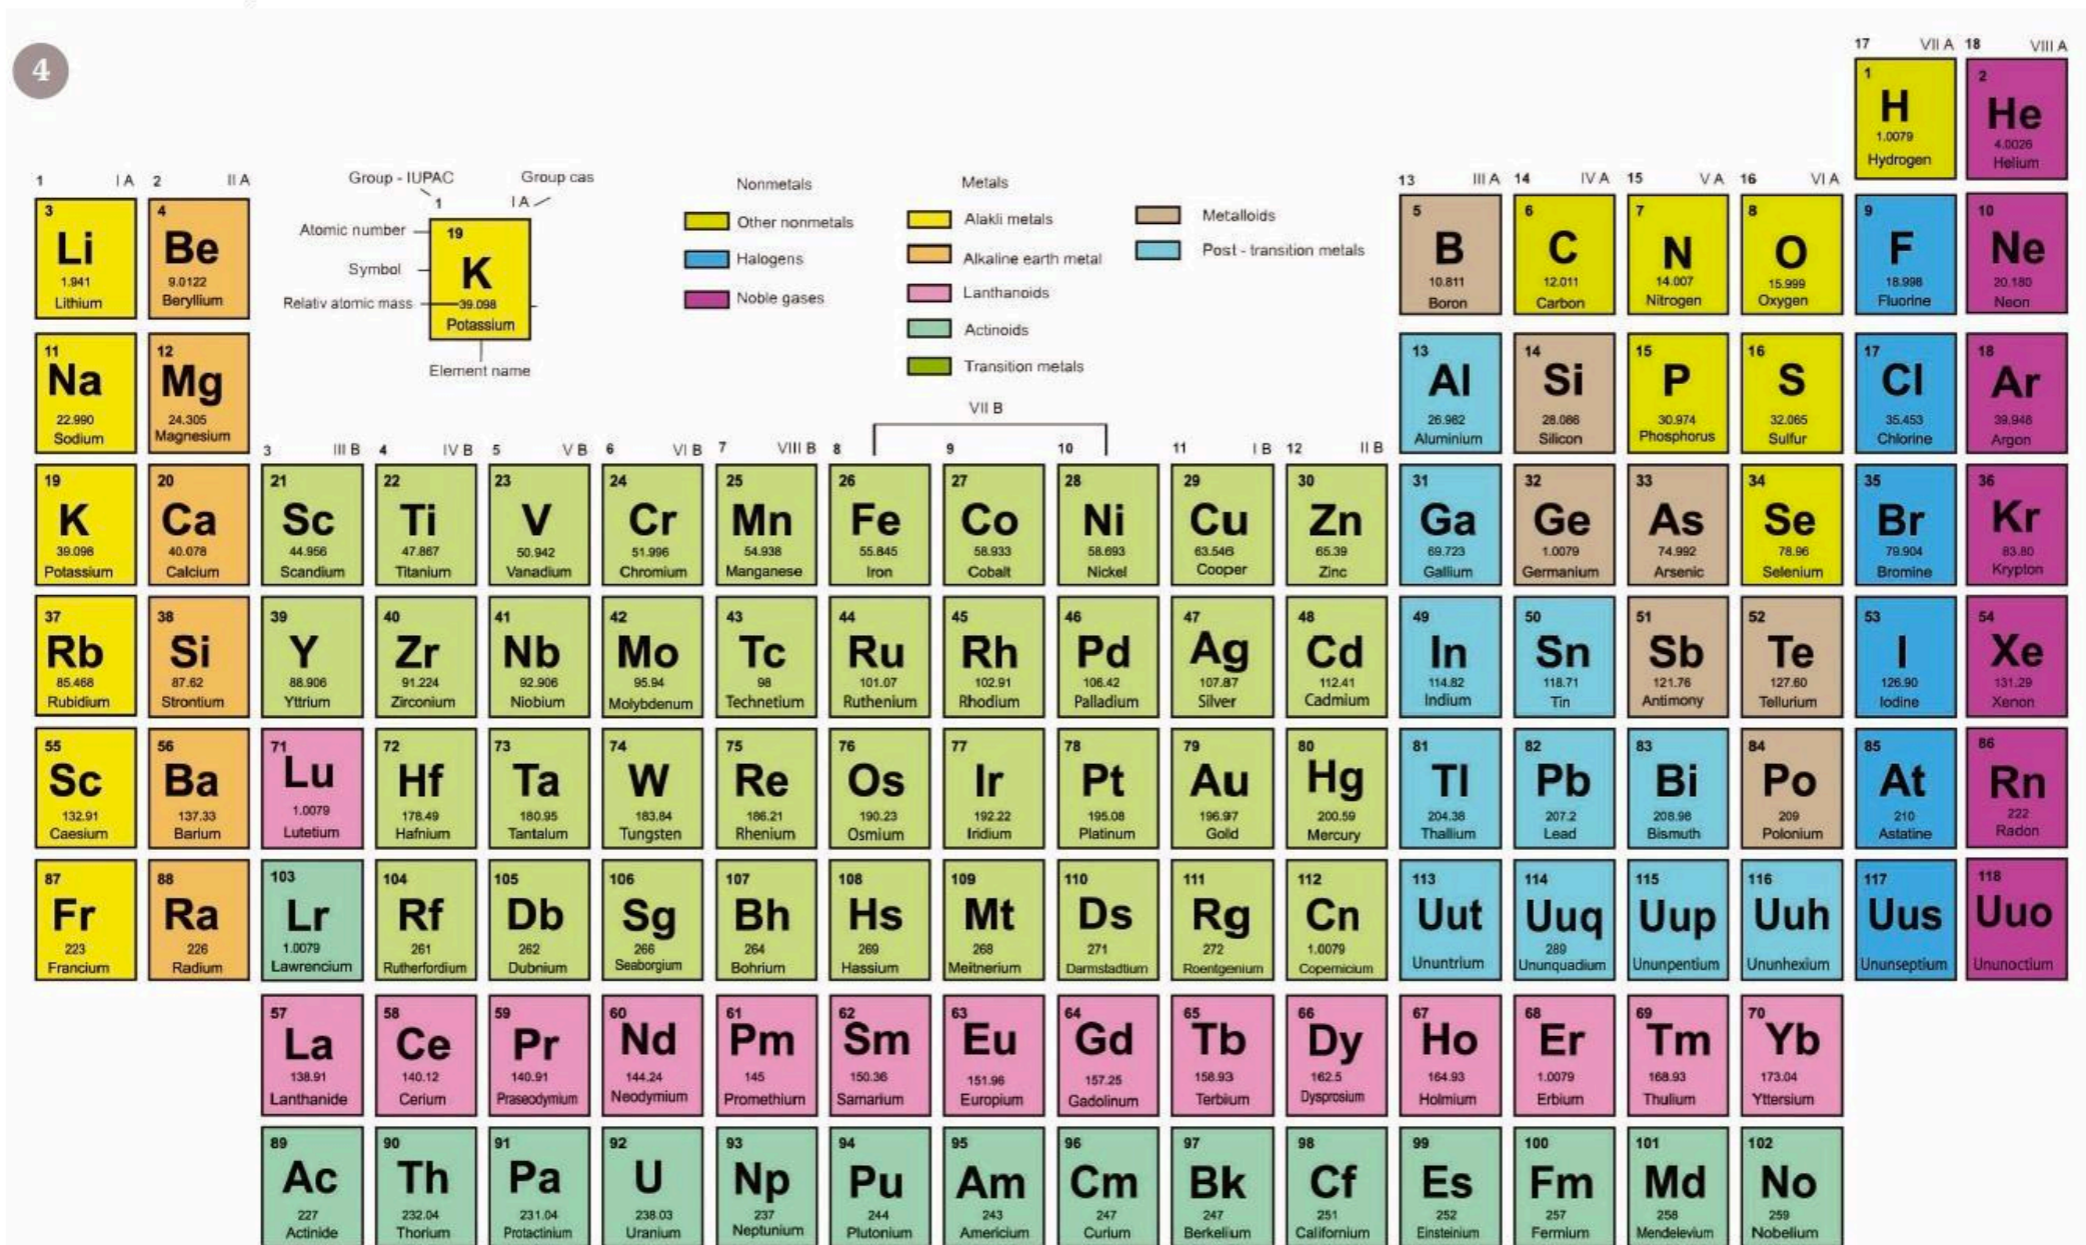 4
17 VII A 18 VIII A
1 2
H He
1.0079 4.0026
Hydrogen Helium
1 I A 2 II A
Group - IUPAC Group cas
1 I A
Atomic number
Symbol
Relativ atomic mass
19
K
39.098
Potassium
Element name
Nonmetals
Other nonmetals
Halogens
Noble gases
Metals
Alakli metals
Alkaline earth metal
Lanthanoids
Actinoids
Transition metals
Metalloids
Post - transition metals
13 III A 14 IV A 15 V A 16 VI A
3 4 5 6 7 8 9 10
Li Be B C N O F Ne
1.941 9.0122 10.811 12.011 14.007 15.999 18.998 20.180
Lithium Beryllium Boron Carbon Nitrogen Oxygen Fluorine Neon
11 12 13 14 15 16 17 18
Na Mg Al Si P S Cl Ar
22.990 24.305 26.982 28.086 30.974 32.065 35.453 39.948
Sodium Magnesium Aluminium Silicon Phosphorus Sulfur Chlorine Argon
VII B
3 III B 4 IV B 5 V B 6 VI B 7 VIII B 8 9 10 11 I B 12 II B
19 20 21 22 23 24 25 26 27 28 29 30 31 32 33 34 35 36
K Ca Sc Ti V Cr Mn Fe Co Ni Cu Zn Ga Ge As Se Br Kr
39.098 40.078 44.956 47.867 50.942 51.996 54.938 55.845 58.933 58.693 63.546 65.39 69.723 1.0079 74.992 78.96 79.904 83.80
Potassium Calcium Scandium Titanium Vanadium Chromium Manganese Iron Cobalt Nickel Cooper Zinc Gallium Germanium Arsenic Selenium Bromine Krypton
37 38 39 40 41 42 43 44 45 46 47 48 49 50 51 52 53 54
Rb Si Y Zr Nb Mo Tc Ru Rh Pd Ag Cd In Sn Sb Te I Xe
85.468 87.62 88.906 91.224 92.906 95.94 98 101.07 102.91 106.42 107.87 112.41 114.82 118.71 121.76 127.60 126.90 131.29
Rubidium Strontium Yttrium Zirconium Niobium Molybdenum Technetium Ruthenium Rhodium Palladium Silver Cadmium Indium Tin Antimony Tellurium Iodine Xenon
55 56 71 72 73 74 75 76 77 78 79 80 81 82 83 84 85 86
Sc Ba Lu Hf Ta W Re Os Ir Pt Au Hg Tl Pb Bi Po At Rn
132.91 137.33 1.0079 178.49 180.95 183.84 186.21 190.23 192.22 195.08 196.97 200.59 204.38 207.2 208.98 209 210 222
Caesium Barium Lutetium Hafnium Tantalum Tungsten Rhenium Osmium Iridium Platinum Gold Mercury Thallium Lead Bismuth Polonium Astatine Radon
87 88 103 104 105 106 107 108 109 110 111 112 113 114 115 116 117 118
Fr Ra Lr Rf Db Sg Bh Hs Mt Ds Rg Cn Uut Uuq Uup Uuh Uus Uuo
223 226 1.0079 261 262 266 264 269 268 271 272 1.0079 289
Francium Radium Lawrencium Rutherfordium Dubnium Seaborgium Bohrium Hassium Meitnerium Darmstadtium Roentgenium Copernicium Ununtrium Ununquadium Ununpentium Ununhexium Ununseptium Ununoctium
57 58 59 60 61 62 63 64 65 66 67 68 69 70
La Ce Pr Nd Pm Sm Eu Gd Tb Dy Ho Er Tm Yb
138.91 140.12 140.91 144.24 145 150.36 151.96 157.25 158.93 162.5 164.93 1.0079 168.93 173.04
Lanthanide Cerium Praseodymium Neodymium Promethium Samarium Europium Gadolinum Terbium Dysprosium Holmium Erbium Thulium Yttersium
89 90 91 92 93 94 95 96 97 98 99 100 101 102
Ac Th Pa U Np Pu Am Cm Bk Cf Es Fm Md No
227 232.04 231.04 238.03 237 244 243 247 247 251 252 257 258 259
Actinide Thorium Protactinium Uranium Neptunium Plutonium Americium Curium Berkelium Californium Einsteinium Fermium Mendelevium Nobelium